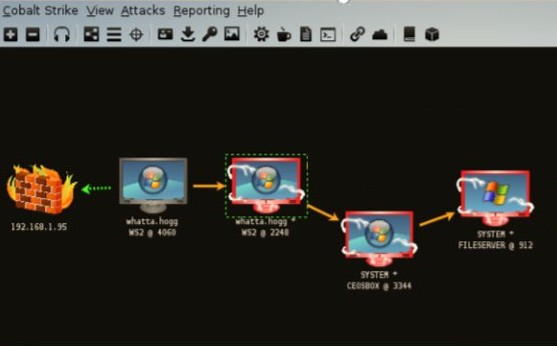 Cobalt Strike View Attacks Reporting Help
192.168.1.95
whatta.hogg
WS2 @ 4060
whatta.hogg *
WS2 @ 2248
SYSTEM *
CEOSBOX @ 3344
SYSTEM *
FILESERVER @ 912